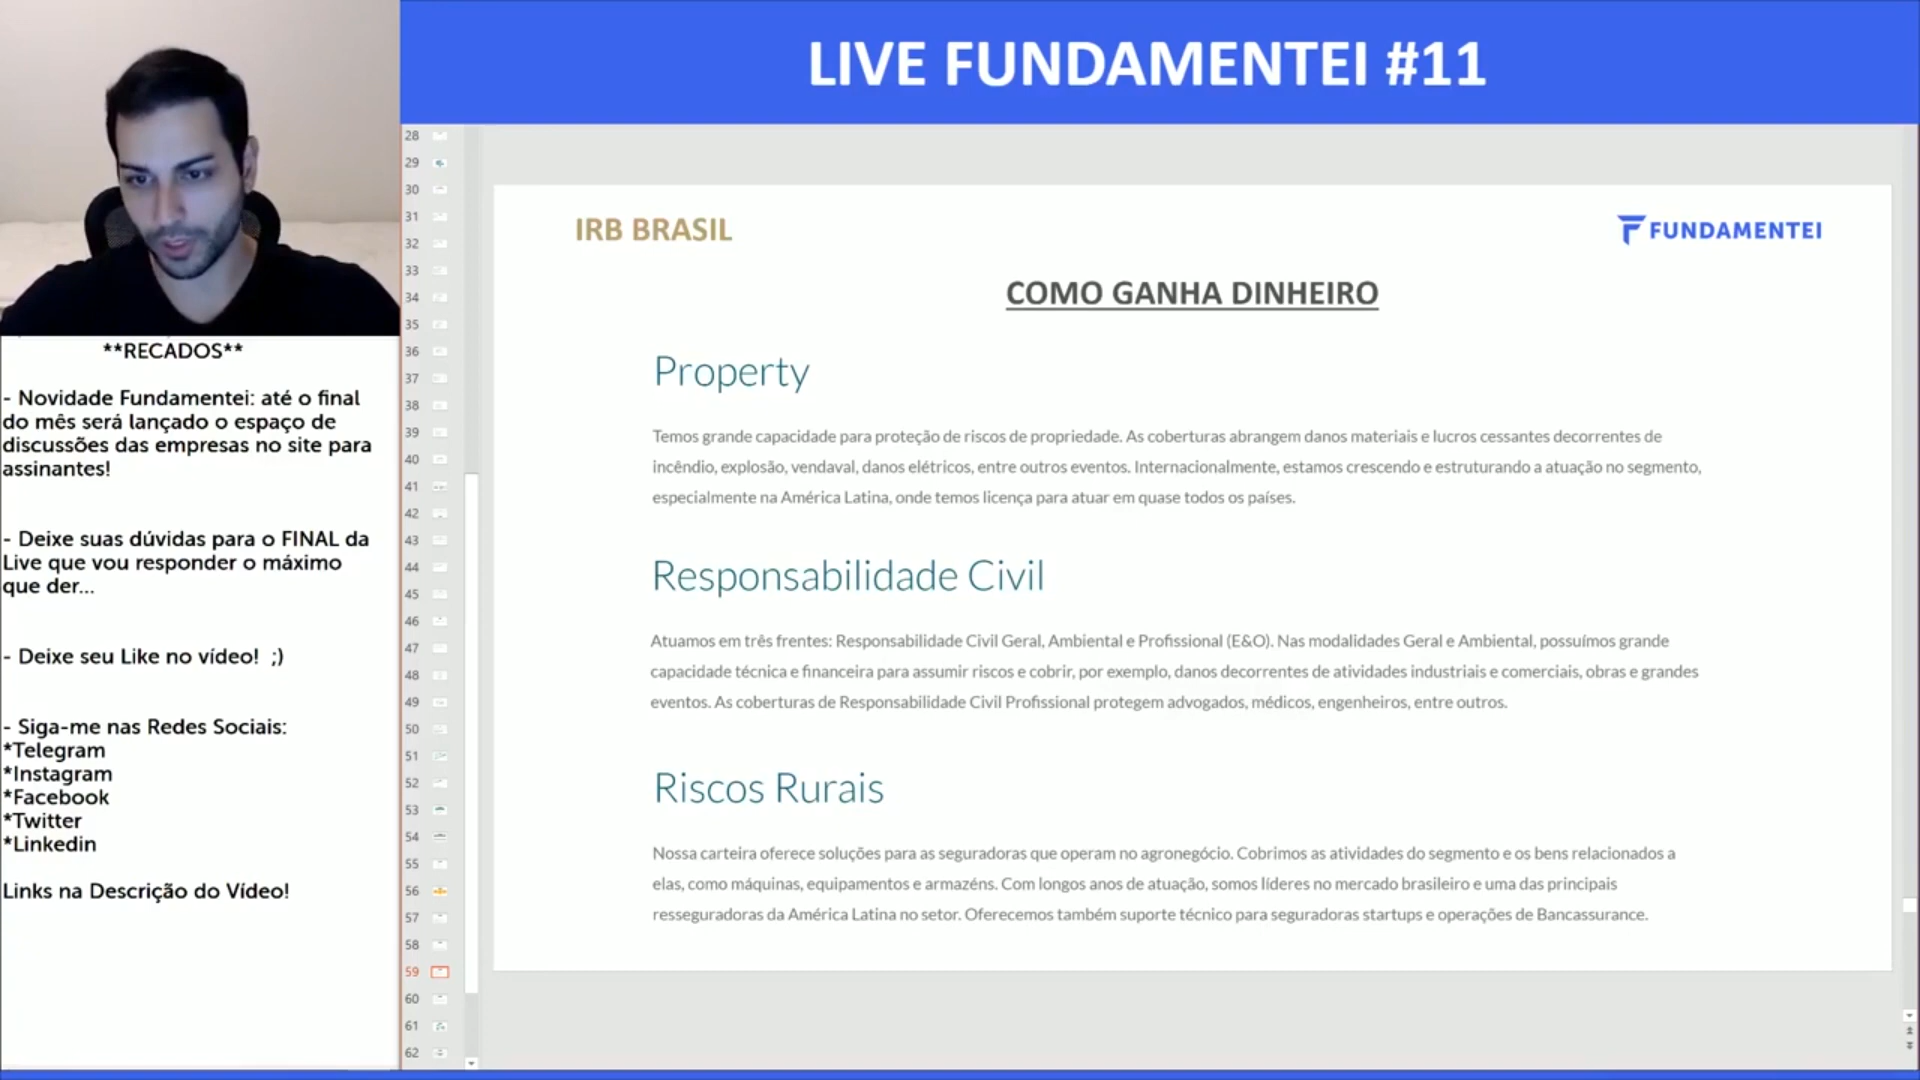 LIVE FUNDAMENTEI #11
**RECADOS**
- Novidade Fundamentei: até o final
do mês será lançado o espaço de
discussões das empresas no site para
assinantes!
- Deixe suas dúvidas para o FINAL da
Live que vou responder o máximo
que der...
- Deixe seu Like no vídeo!  ;)
- Siga-me nas Redes Sociais:
*Telegram
*Instagram
*Facebook
*Twitter
*Linkedin
Links na Descrição do Vídeo!
28
29
30
31
32
33
34
35
36
37
38
39
40
41
42
43
44
45
46
47
48
49
50
51
52
53
54
55
56
57
58
59
60
61
62
IRB BRASIL
FUNDAMENTEI
COMO GANHA DINHEIRO
Property
Temos grande capacidade para proteção de riscos de propriedade. As coberturas abrangem danos materiais e lucros cessantes decorrentes de
incêndio, explosão, vendaval, danos elétricos, entre outros eventos. Internacionalmente, estamos crescendo e estruturando a atuação no segmento,
especialmente na América Latina, onde temos licença para atuar em quase todos os países.
Responsabilidade Civil
Atuamos em três frentes: Responsabilidade Civil Geral, Ambiental e Profissional (E&O). Nas modalidades Geral e Ambiental, possuímos grande
capacidade técnica e financeira para assumir riscos e cobrir, por exemplo, danos decorrentes de atividades industriais e comerciais, obras e grandes
eventos. As coberturas de Responsabilidade Civil Profissional protegem advogados, médicos, engenheiros, entre outros.
Riscos Rurais
Nossa carteira oferece soluções para as seguradoras que operam no agronegócio. Cobrimos as atividades do segmento e os bens relacionados a
elas, como máquinas, equipamentos e armazéns. Com longos anos de atuação, somos líderes no mercado brasileiro e uma das principais
resseguradoras da América Latina no setor. Oferecemos também suporte técnico para seguradoras startups e operações de Bancassurance.